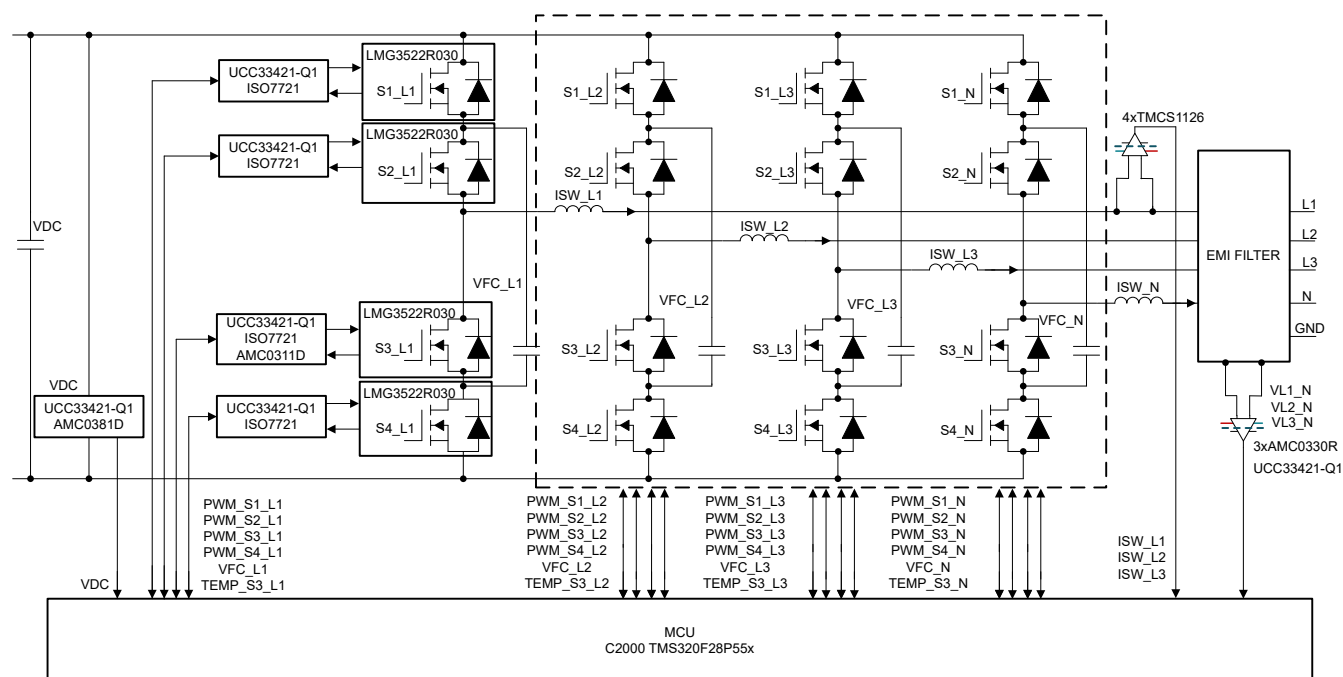 LMG3522R030
UCC33421-Q1
ISO7721
S1_L1
S1_L2
S1_L3
S1_N
4xTMCS1126
LMG3522R030
UCC33421-Q1
ISO7721
S2_L1
S2_L2
S2_L3
S2_N
ISW_L1
L1
VDC
ISW_L2
L2
ISW_L3
EMI FILTER
L3
VFC_L1
ISW_N
N
VFC_L2
VFC_L3
VFC_N
GND
LMG3522R030
UCC33421-Q1
ISO7721
AMC0311D
S3_L1
S3_L2
S3_L3
S3_N
VDC
UCC33421-Q1
AMC0381D
LMG3522R030
UCC33421-Q1
ISO7721
S4_L1
S4_L2
S4_L3
S4_N
VL1_N
VL2_N
VL3_N
3xAMC0330R
UCC33421-Q1
PWM_S1_L1
PWM_S2_L1
PWM_S3_L1
PWM_S4_L1
VFC_L1
TEMP_S3_L1
PWM_S1_L2
PWM_S2_L2
PWM_S3_L2
PWM_S4_L2
VFC_L2
TEMP_S3_L2
PWM_S1_L3
PWM_S2_L3
PWM_S3_L3
PWM_S4_L3
VFC_L3
TEMP_S3_L3
PWM_S1_N
PWM_S2_N
PWM_S3_N
PWM_S4_N
VFC_N
TEMP_S3_N
ISW_L1
ISW_L2
ISW_L3
VDC
MCU
C2000 TMS320F28P55x